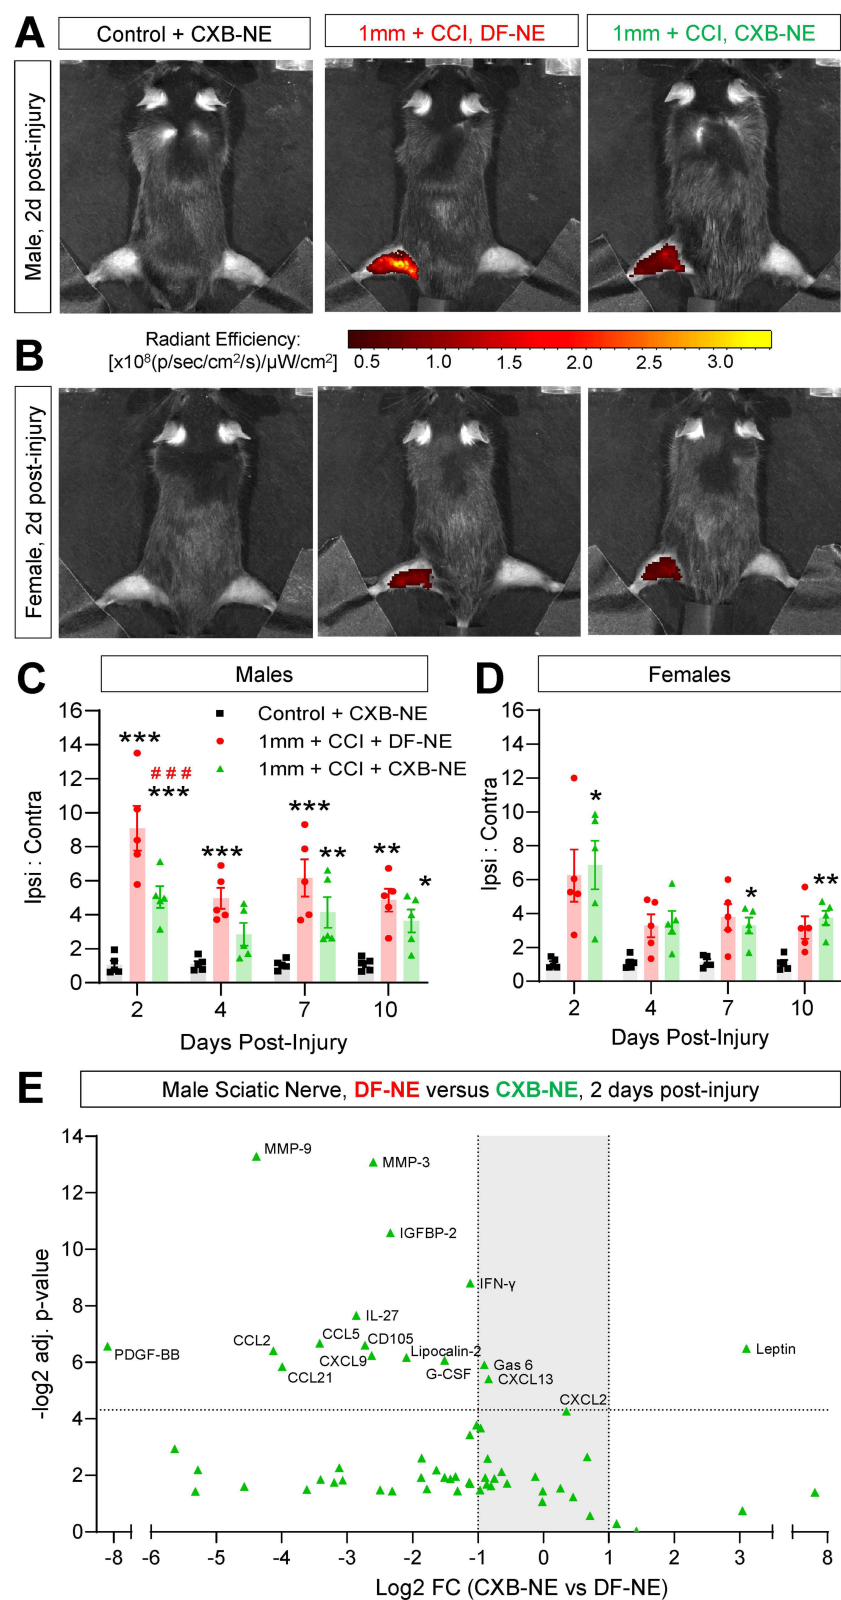 A
Control + CXB-NE
1mm + CCI, DF-NE
1mm + CCI, CXB-NE
Male, 2d post-injury
B
Radiant Efficiency:
[x10⁸(p/sec/cm²/s)/µW/cm²]
0.5 1.0 1.5 2.0 2.5 3.0
Female, 2d post-injury
C
Males
16
14
12
10
8
6
4
2
0
Ipsi : Contra
Control + CXB-NE
1mm + CCI + DF-NE
1mm + CCI + CXB-NE
***
###
***
***
***
**
**
*
2 4 7 10
Days Post-Injury
D
Females
16
14
12
10
8
6
4
2
0
Ipsi : Contra
*
*
**
2 4 7 10
Days Post-Injury
E
Male Sciatic Nerve, DF-NE versus CXB-NE, 2 days post-injury
14
12
10
8
6
4
2
0
-log2 adj. p-value
MMP-9
MMP-3
IGFBP-2
IFN-γ
IL-27
CCL5
CD105
CCL2
PDGF-BB
CXCL9
Lipocalin-2
CCL21
G-CSF
Gas 6
CXCL13
Leptin
CXCL2
-8 -6 -5 -4 -3 -2 -1 0 1 2 3 8
Log2 FC (CXB-NE vs DF-NE)